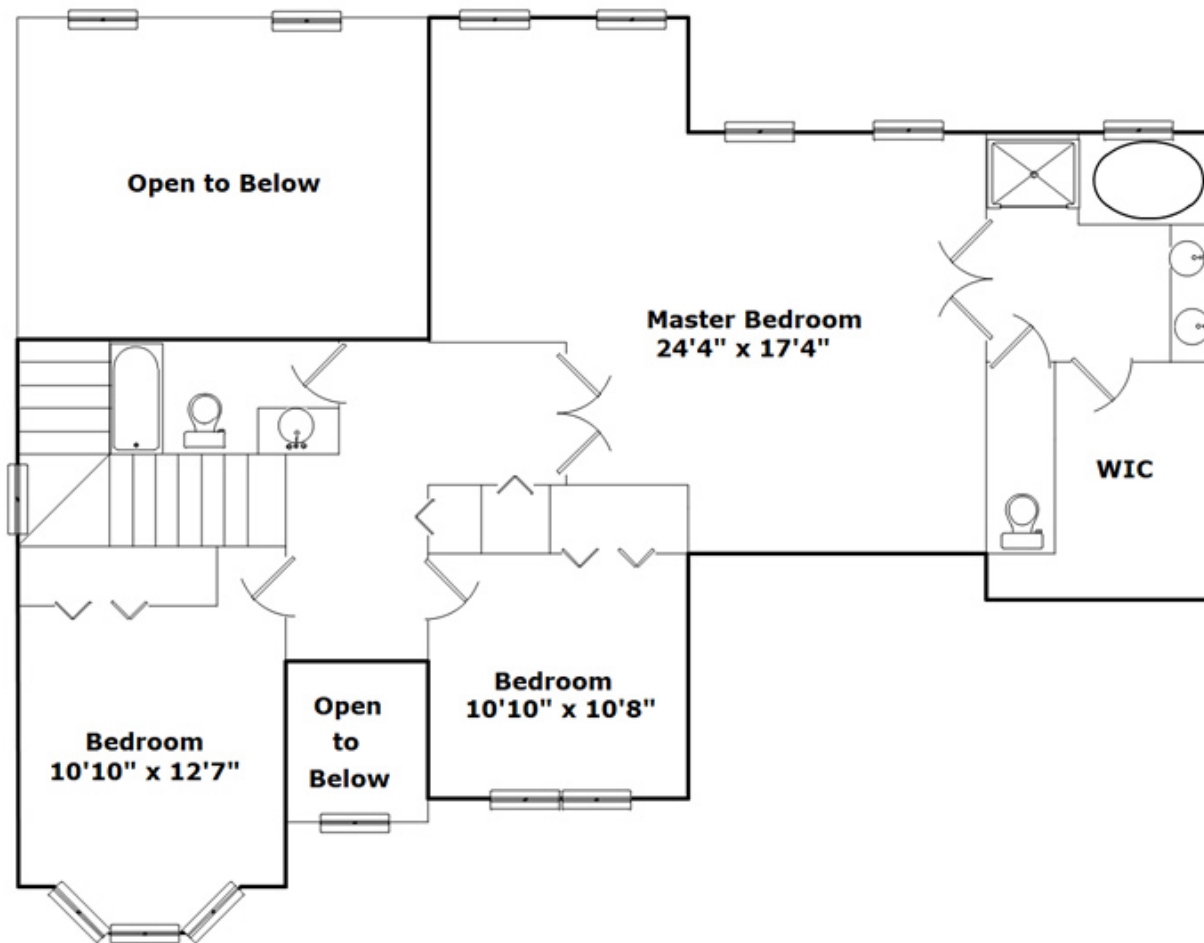 Open to Below
Master Bedroom
24'4" x 17'4"
WIC
Bedroom
10'10" x 10'8"
Open
to
Below
Bedroom
10'10" x 12'7"